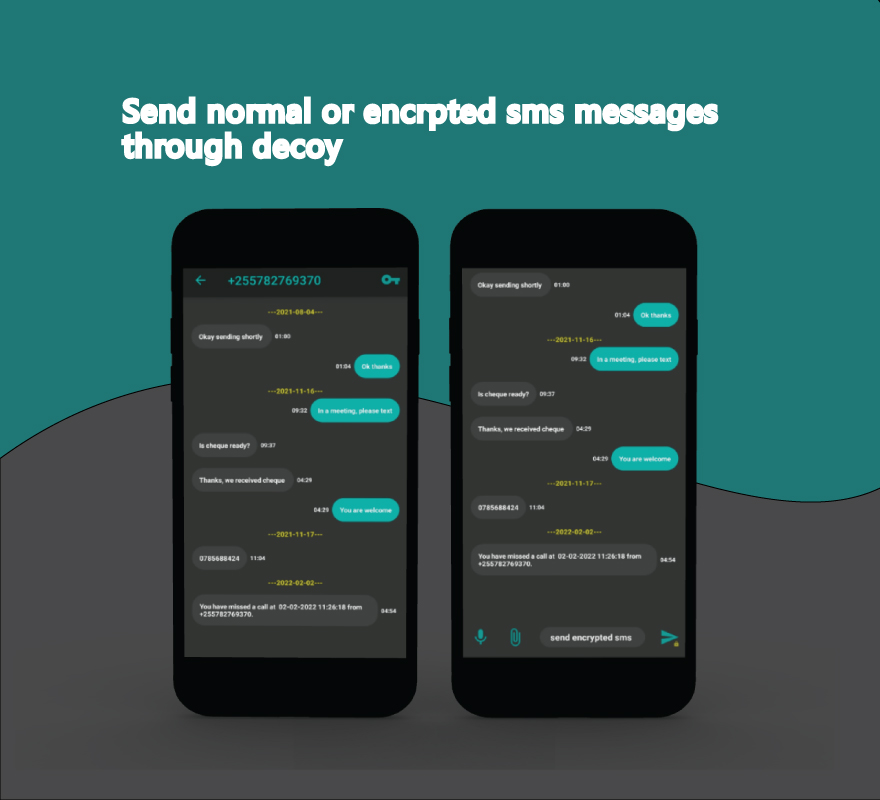 Send normal or encrpted sms messages
through decoy
+255782769370
---2021-08-04---
Okay sending shortly 01:00
01:04 Ok thanks
---2021-11-16---
09:32 In a meeting, please text
Is cheque ready? 09:37
Thanks, we received cheque 04:29
04:29 You are welcome
---2021-11-17---
0785688424 11:04
---2022-02-02---
You have missed a call at 02-02-2022 11:26:18 from
+255782769370.
04:54
Okay sending shortly 01:00
01:04 Ok thanks
---2021-11-16---
09:32 In a meeting, please text
Is cheque ready? 09:37
Thanks, we received cheque 04:29
04:29 You are welcome
---2021-11-17---
0785688424 11:04
---2022-02-02---
You have missed a call at 02-02-2022 11:26:18 from
+255782769370.
04:54
send encrypted sms